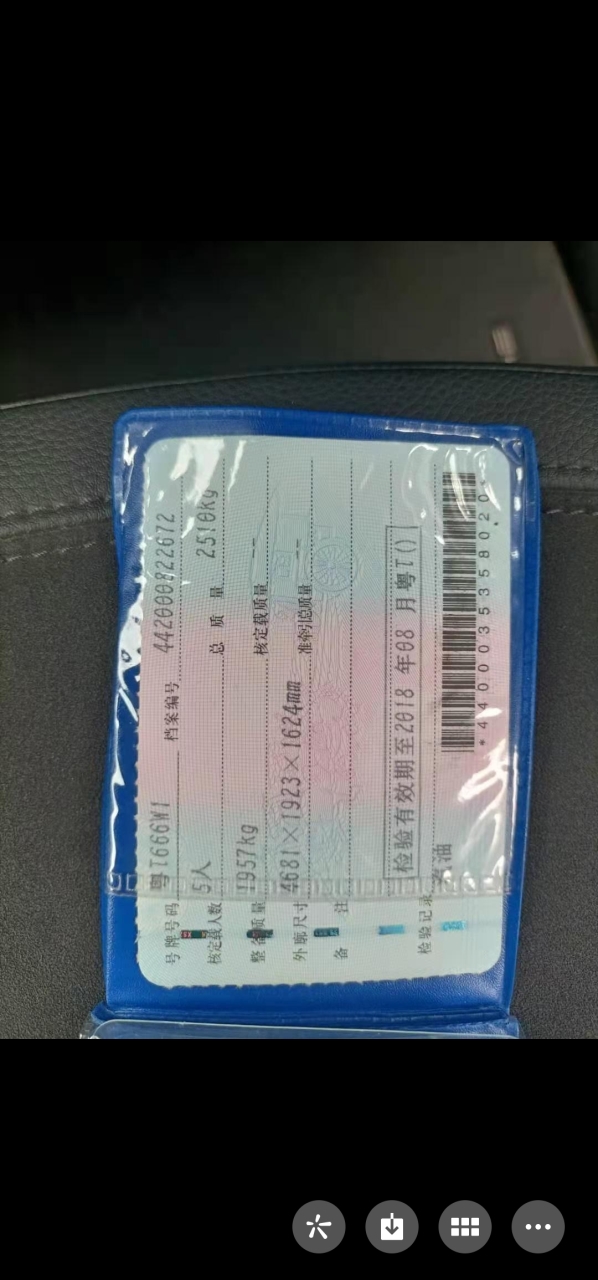 号牌号码 粤T666W1 档案编号 442000822672
核定载人数 5人 总质量 2510kg
整备质量 1957kg 核定载质量 --
外廓尺寸 4681×1923×1624mm 准牵引总质量 --
备注
检验有效期至2018年08月粤T()
检验记录 油
*4400035358020*